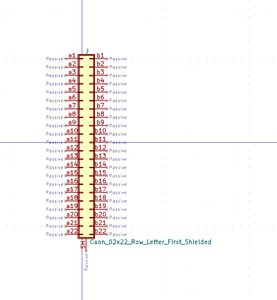 J
Passive a1 b1 Passive
Passive a2 b2 Passive
Passive a3 b3 Passive
Passive a4 b4 Passive
Passive a5 b5 Passive
Passive a6 b6 Passive
Passive a7 b7 Passive
Passive a8 b8 Passive
Passive a9 b9 Passive
Passive a10 b10 Passive
Passive a11 b11 Passive
Passive a12 b12 Passive
Passive a13 b13 Passive
Passive a14 b14 Passive
Passive a15 b15 Passive
Passive a16 b16 Passive
Passive a17 b17 Passive
Passive a18 b18 Passive
Passive a19 b19 Passive
Passive a20 b20 Passive
Passive a21 b21 Passive
Passive a22 b22 Passive
Conn_02x22_Row_Letter_First_Shielded
SH
Passive